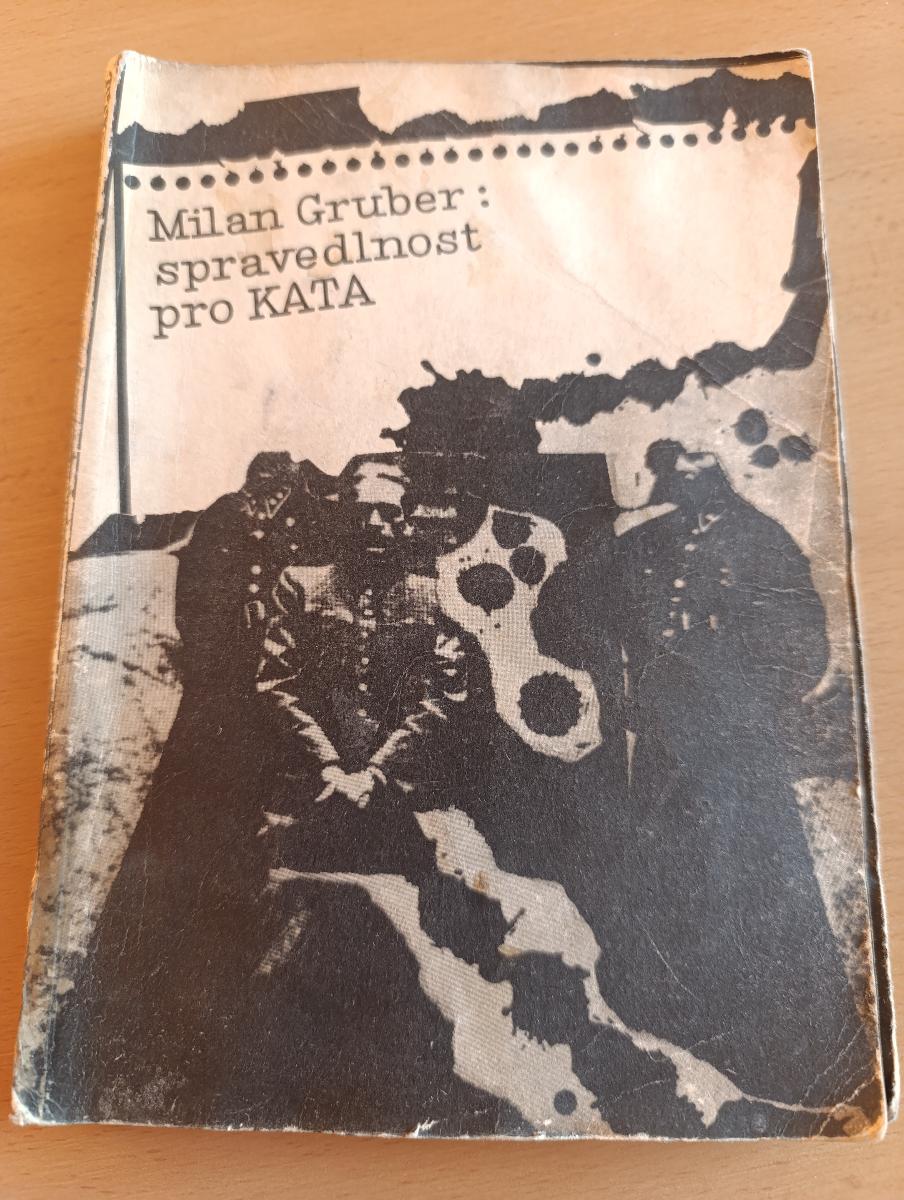 Milan Gruber:
spravedlnost
pro KATA